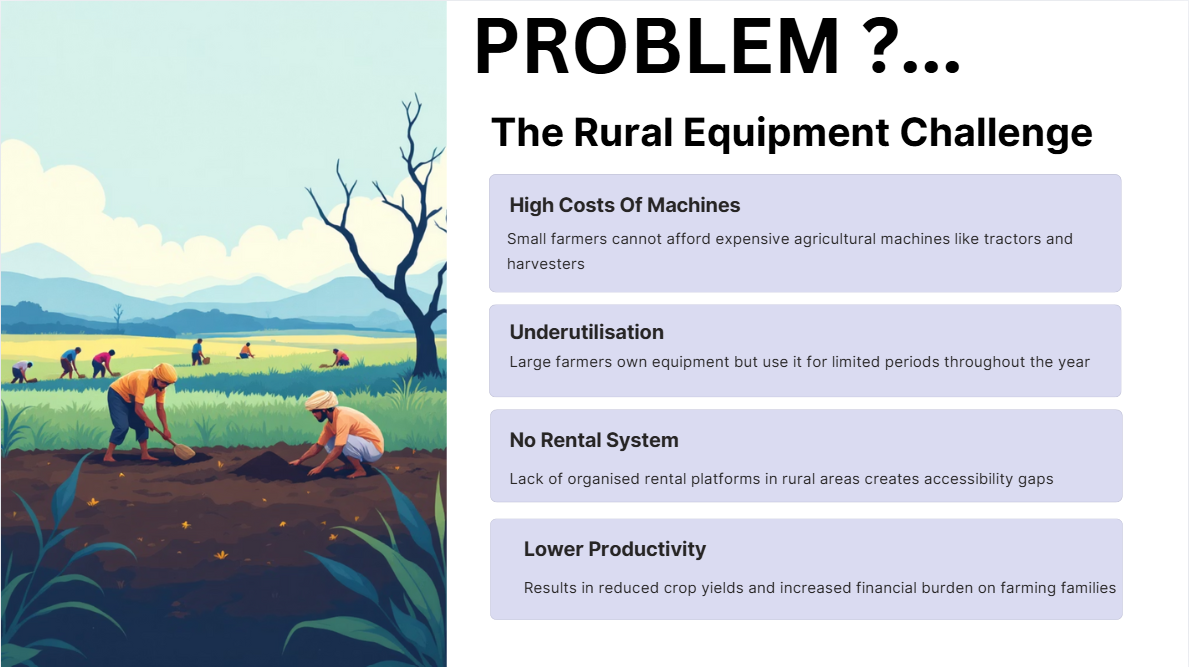 PROBLEM ?...
The Rural Equipment Challenge
High Costs Of Machines
Small farmers cannot afford expensive agricultural machines like tractors and
harvesters
Underutilisation
Large farmers own equipment but use it for limited periods throughout the year
No Rental System
Lack of organised rental platforms in rural areas creates accessibility gaps
Lower Productivity
Results in reduced crop yields and increased financial burden on farming families